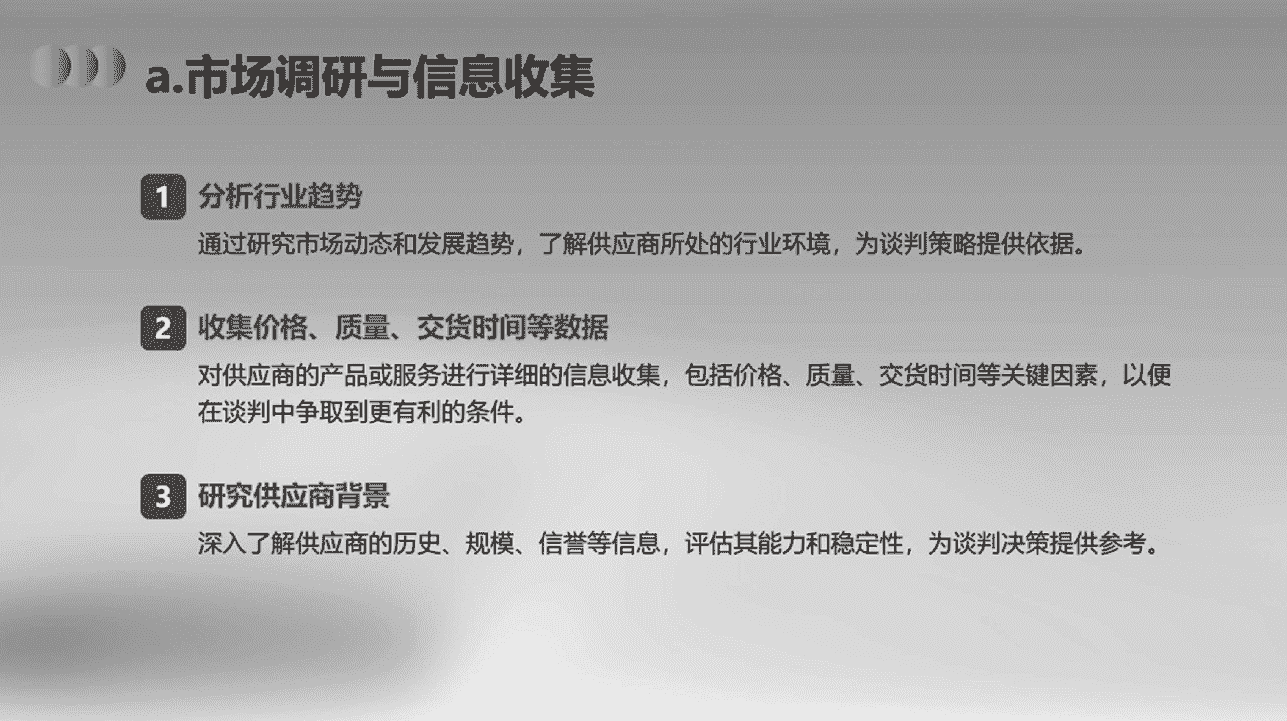 a.市场调研与信息收集
1 分析行业趋势
通过研究市场动态和发展趋势，了解供应商所处的行业环境，为谈判策略提供依据。
2 收集价格、质量、交货时间等数据
对供应商的产品或服务进行详细的信息收集，包括价格、质量、交货时间等关键因素，以便
在谈判中争取到更有利的条件。
3 研究供应商背景
深入了解供应商的历史、规模、信誉等信息，评估其能力和稳定性，为谈判决策提供参考。